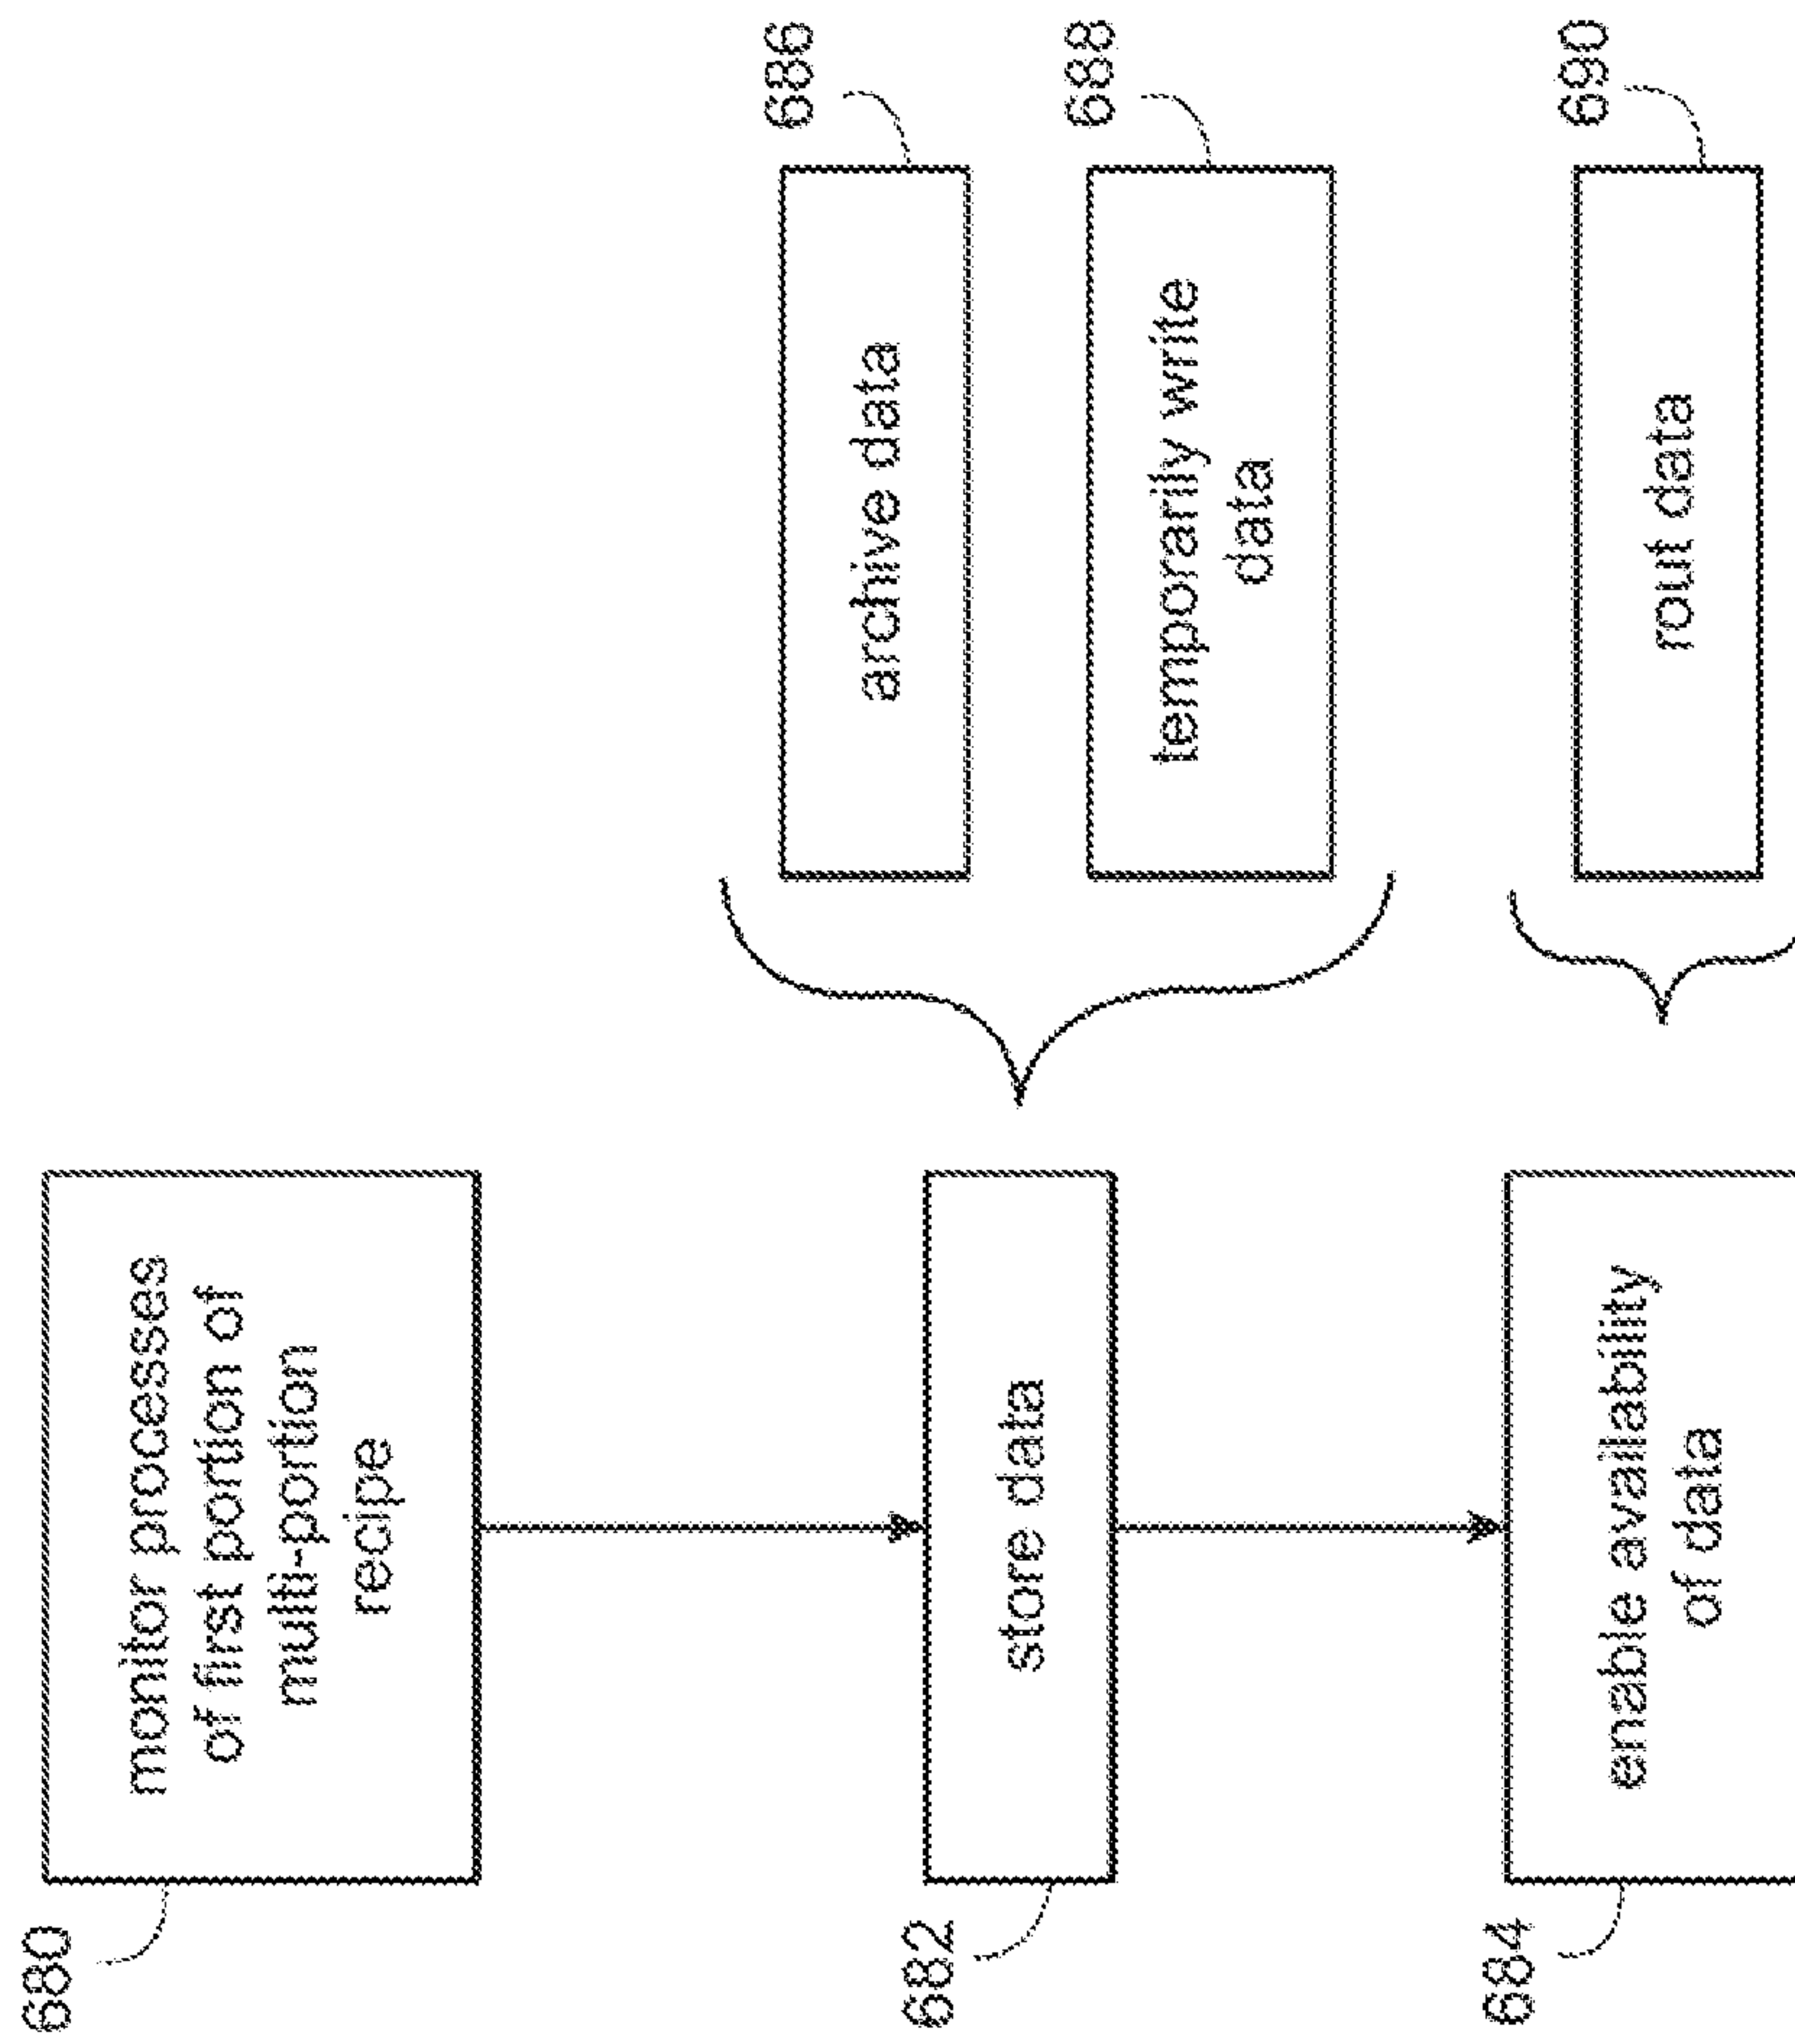 680
monitor processes
of first portion of
multi-portion
recipe
682
store data
686
archive data
688
temporarily write
data
684
enable availability
of data
690
rout data